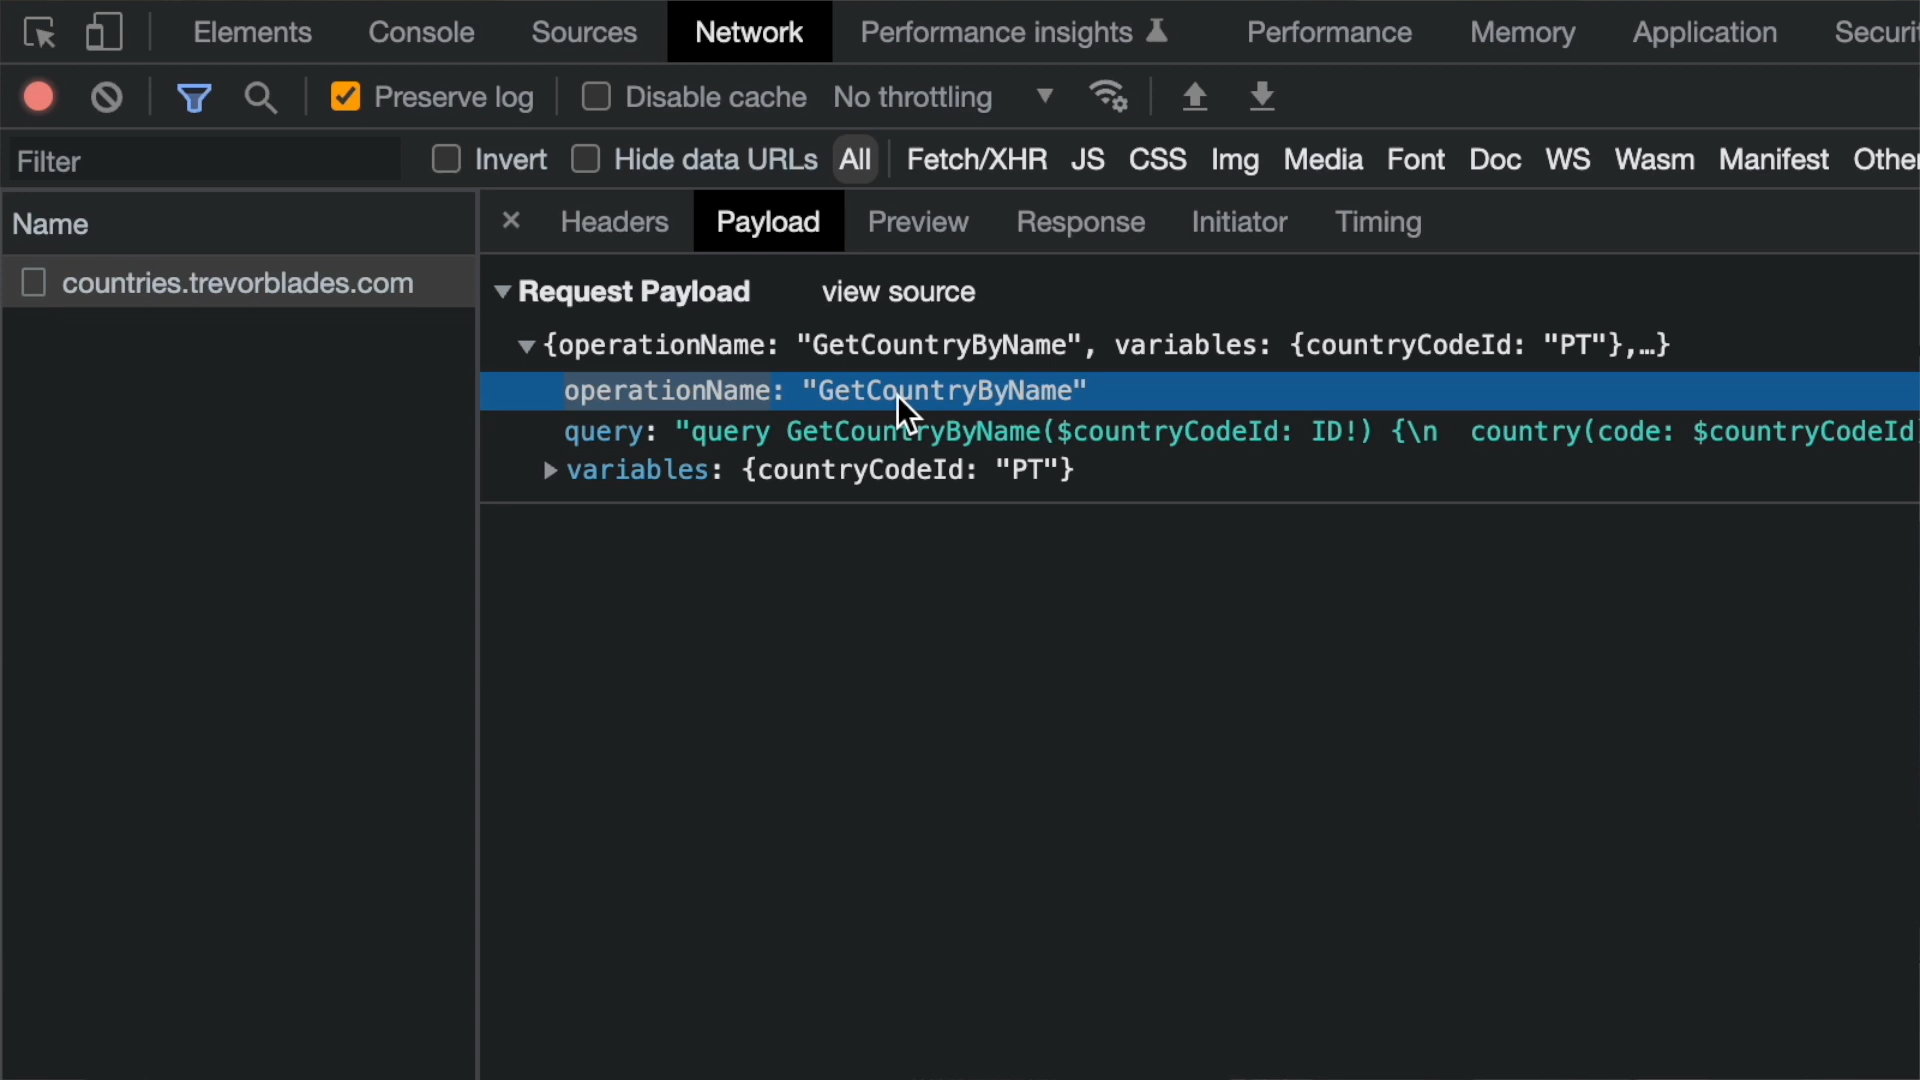 Elements Console Sources Network Performance insights Performance Memory Application Securit
Preserve log Disable cache No throttling
Filter Invert Hide data URLs All Fetch/XHR JS CSS Img Media Font Doc WS Wasm Manifest Other
Name × Headers Payload Preview Response Initiator Timing
countries.trevorblades.com
Request Payload view source
{operationName: "GetCountryByName", variables: {countryCodeId: "PT"},…}
operationName: "GetCountryByName"
query: "query GetCountryByName($countryCodeId: ID!) {\n country(code: $countryCodeId)
variables: {countryCodeId: "PT"}